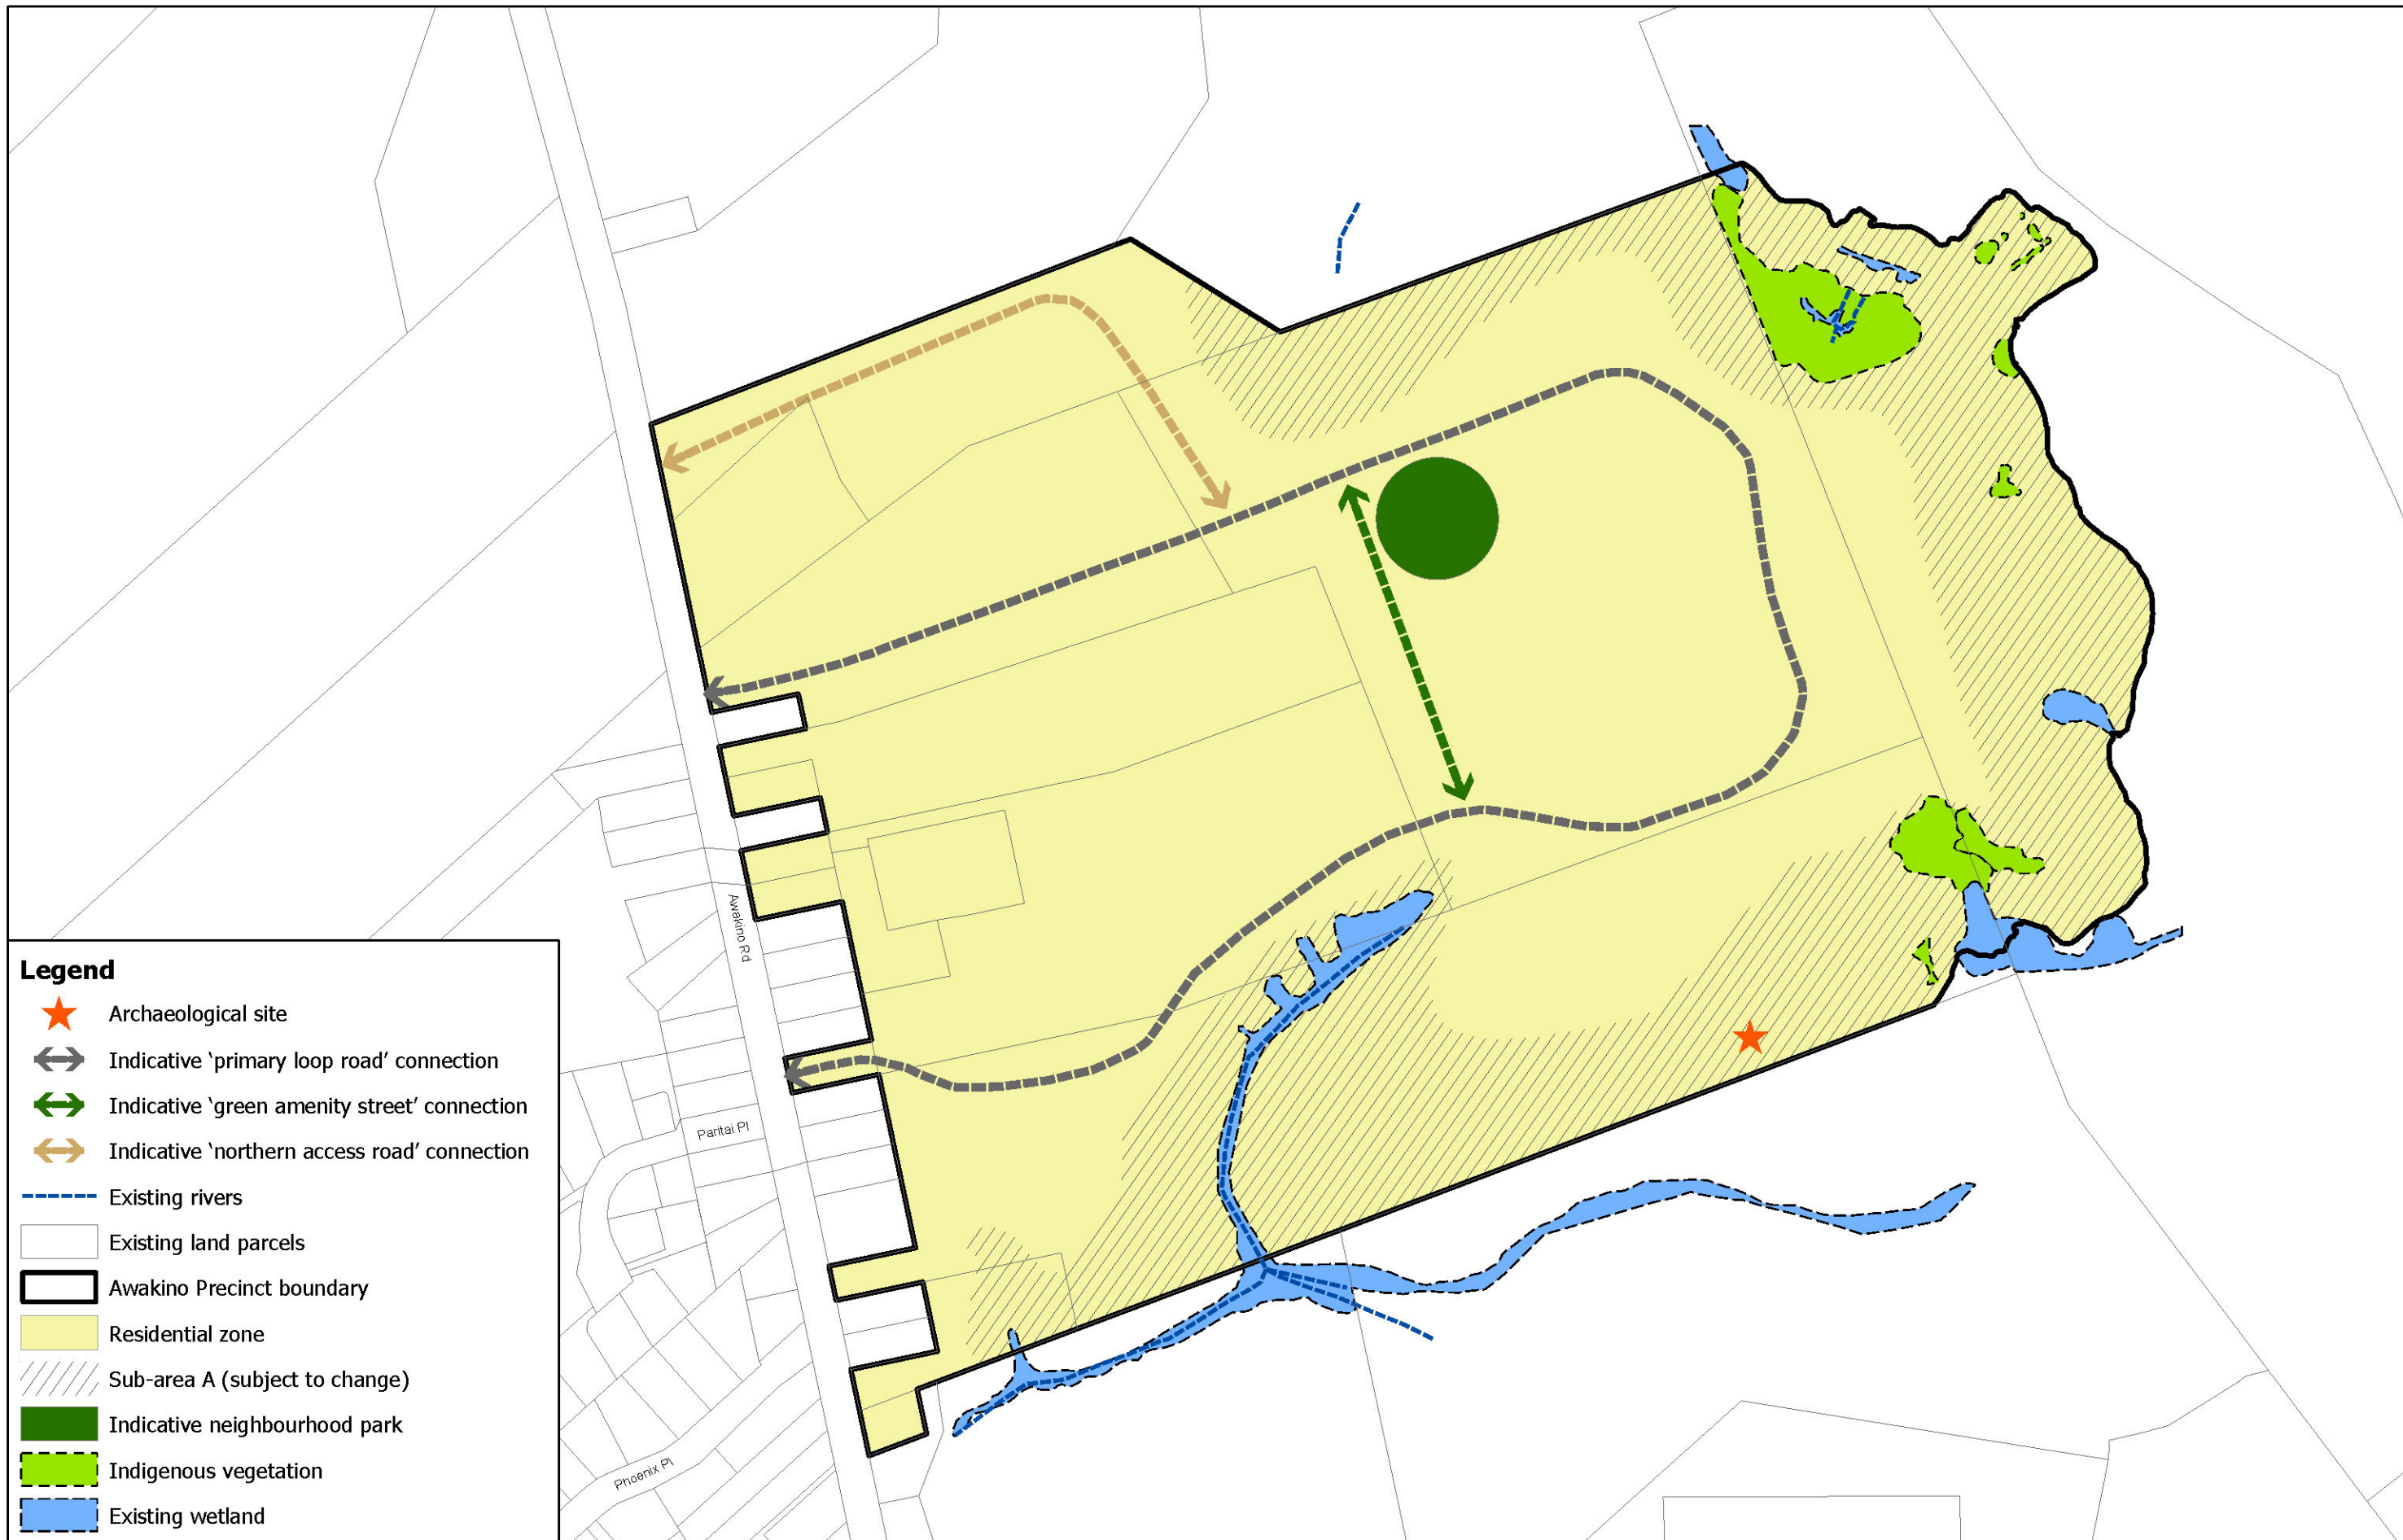 Awakino Rd
Paritai Pl
Phoenix Pl
Legend
Archaeological site
Indicative ‘primary loop road’ connection
Indicative ‘green amenity street’ connection
Indicative ‘northern access road’ connection
Existing rivers
Existing land parcels
Awakino Precinct boundary
Residential zone
Sub-area A (subject to change)
Indicative neighbourhood park
Indigenous vegetation
Existing wetland